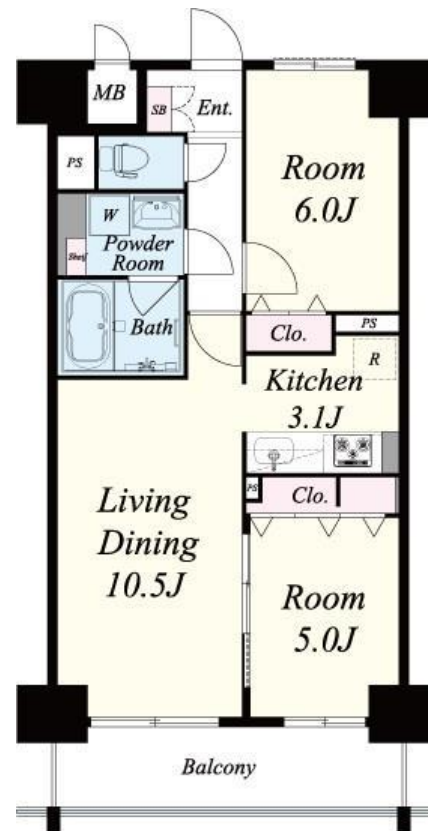 MB
SB
Ent.
PS
Room
6.0J
W
Shelf
Powder
Room
Bath
Clo.
PS
R
Kitchen
3.1J
PS
Clo.
Living
Dining
10.5J
Room
5.0J
Balcony